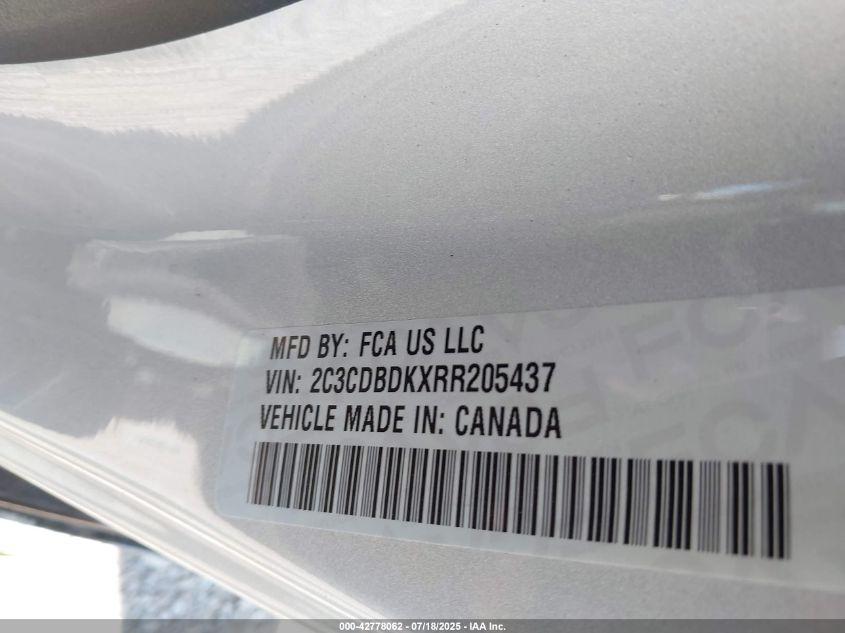 MFD BY: FCA US LLC
VIN: 2C3CDBDKXRR205437
VEHICLE MADE IN: CANADA
000-42778062 - 07/18/2025 - IAA Inc.